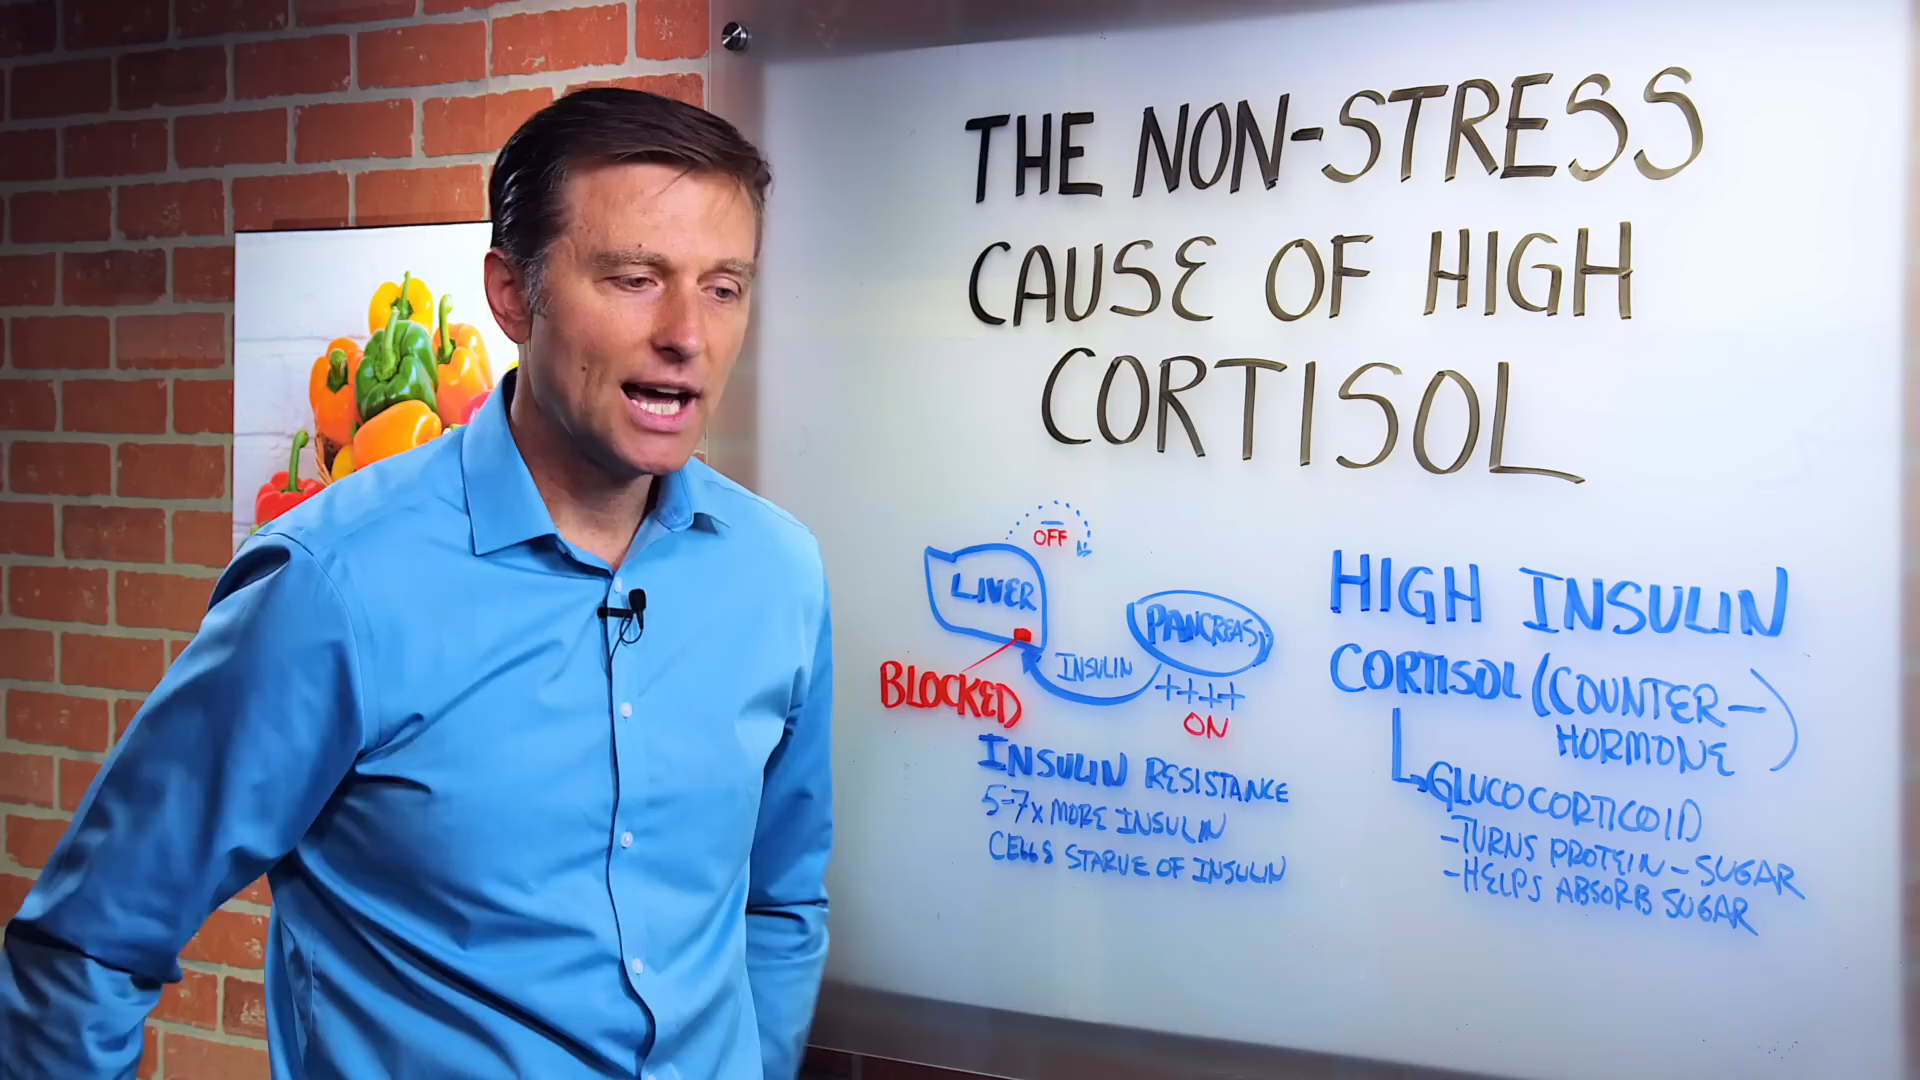 THE NON-STRESS
CAUSE OF HIGH
CORTISOL
OFF
LIVER
PANCREAS
INSULIN
BLOCKED
++++
ON
INSULIN RESISTANCE
5-7x MORE INSULIN
CELLS STARVE OF INSULIN
HIGH INSULIN
CORTISOL (COUNTER-
HORMONE)
GLUCOCORTICOID
-TURNS PROTEIN-SUGAR
-HELPS ABSORB SUGAR